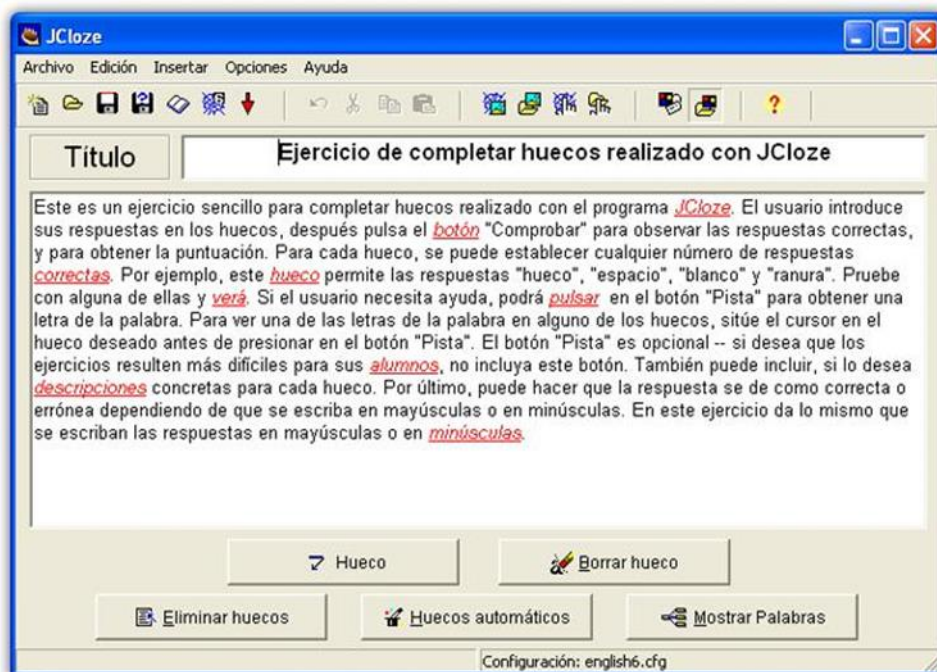 JCloze
Archivo Edición Insertar Opciones Ayuda
Título
Ejercicio de completar huecos realizado con JCloze
Este es un ejercicio sencillo para completar huecos realizado con el programa JCloze. El usuario introduce
sus respuestas en los huecos, después pulsa el botón "Comprobar" para observar las respuestas correctas,
y para obtener la puntuación. Para cada hueco, se puede establecer cualquier número de respuestas
correctas. Por ejemplo, este hueco permite las respuestas "hueco", "espacio", "blanco" y "ranura". Pruebe
con alguna de ellas y verá. Si el usuario necesita ayuda, podrá pulsar en el botón "Pista" para obtener una
letra de la palabra. Para ver una de las letras de la palabra en alguno de los huecos, sitúe el cursor en el
hueco deseado antes de presionar en el botón "Pista". El botón "Pista" es opcional -- si desea que los
ejercicios resulten más difíciles para sus alumnos, no incluya este botón. También puede incluir, si lo desea
descripciones concretas para cada hueco. Por último, puede hacer que la respuesta se de como correcta o
errónea dependiendo de que se escriba en mayúsculas o en minúsculas. En este ejercicio da lo mismo que
se escriban las respuestas en mayúsculas o en minúsculas.
Hueco
Borrar hueco
Eliminar huecos
Huecos automáticos
Mostrar Palabras
Configuración: english6.cfg